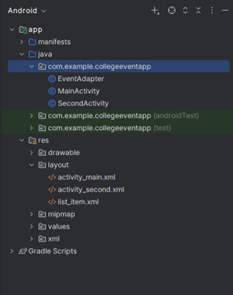 Android
app
manifests
java
com.example.collegeeventapp
EventAdapter
MainActivity
SecondActivity
com.example.collegeeventapp (androidTest)
com.example.collegeeventapp (test)
res
drawable
layout
activity_main.xml
activity_second.xml
list_item.xml
mipmap
values
xml
Gradle Scripts